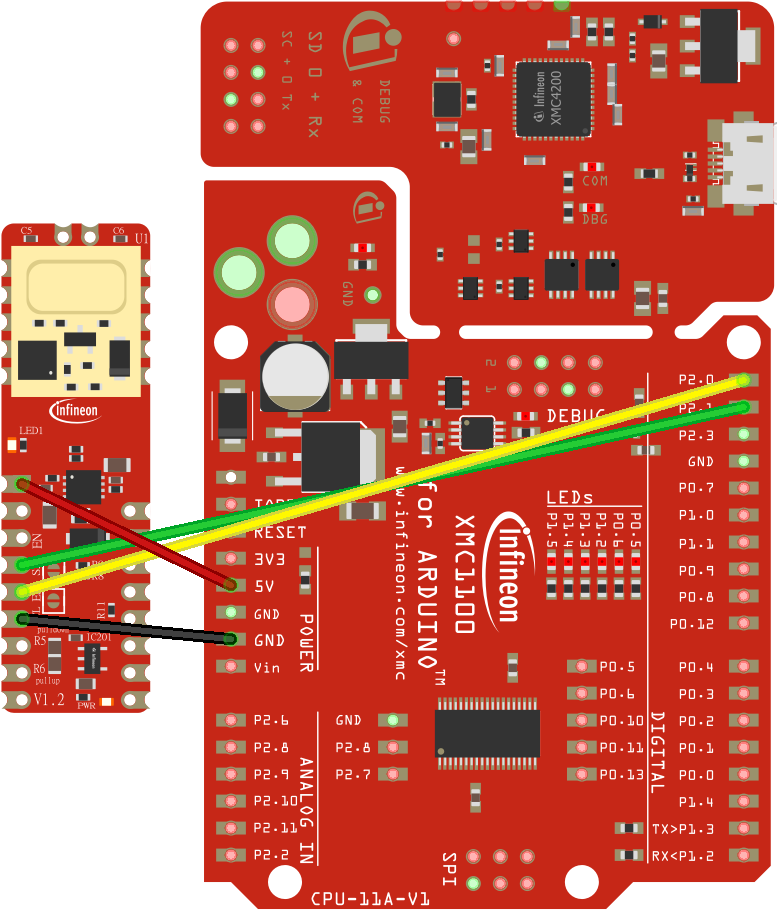 SC + O Tx
SD O + Rx
DEBUG
& COM
Infineon
XMC4200
COM
DBG
GND
C5
C6
U1
Infineon
LED1
EN
R8
R11
pulldown
R5
IC201
R6
pullup
V1.2
PWR
2
1
DEBUG
RESET
3V3
5V
GND
GND
Vin
POWER
P2.6
P2.8
P2.9
P2.10
P2.11
P2.2
ANALOG IN
GND
P2.8
P2.7
www.infineon.com/xmc
for ARDUINO™
XMC1100
Infineon
LEDs
P1.5
P1.4
P1.3
P1.2
P0.6
P0.5
P2.0
P2.1
P2.3
GND
P0.7
P1.0
P1.1
P0.9
P0.8
P0.12
P0.4
P0.3
P0.2
P0.1
P0.0
P1.4
TX>P1.3
RX<P1.2
DIGITAL
P0.5
P0.6
P0.10
P0.11
P0.13
SPI
CPU-11A-V1